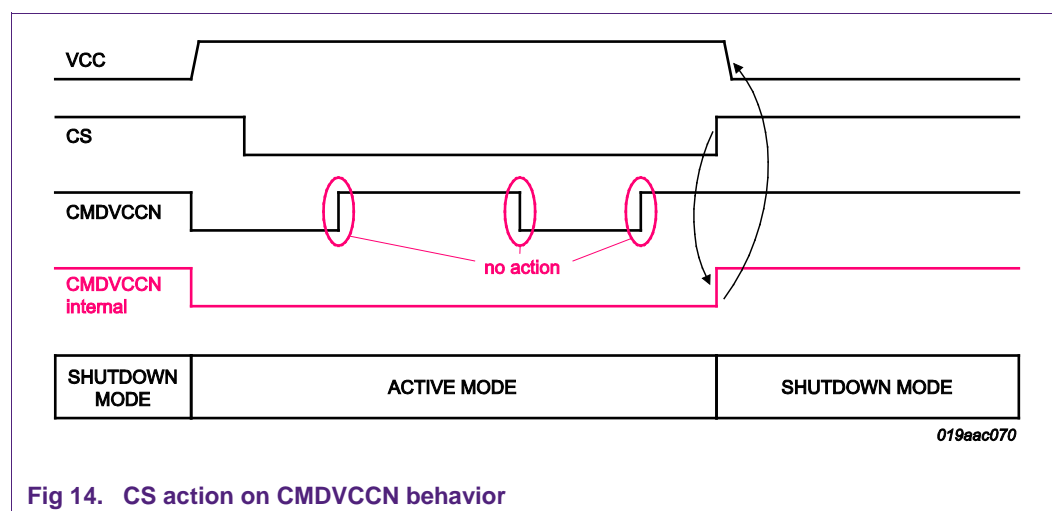 VCC
CS
CMDVCCN
no action
CMDVCCN
internal
SHUTDOWN
MODE
ACTIVE MODE
SHUTDOWN MODE
019aac070
Fig 14. CS action on CMDVCCN behavior